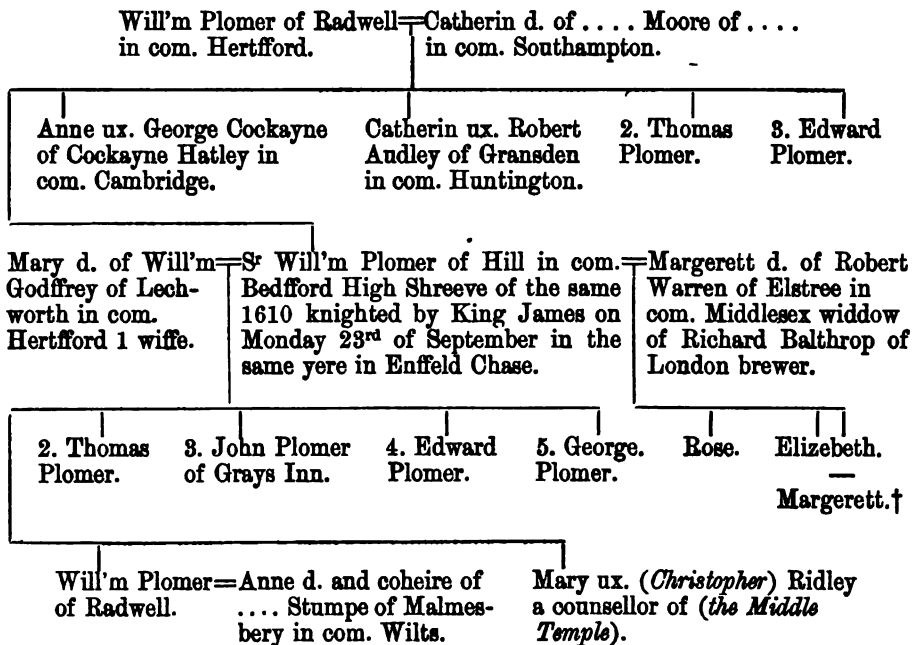 Will'm Plomer of Radwell=Catherin d. of .... Moore of ....
in com. Hertfford.
in com. Southampton.
Anne ux. George Cockayne
of Cockayne Hatley in
com. Cambridge.
Catherin ux. Robert
Audley of Gransden
in com. Huntington.
2. Thomas
Plomer.
3. Edward
Plomer.
Mary d. of Will'm=
Godffrey of Lech-
worth in com.
Hertfford 1 wiffe.
Sr Will'm Plomer of Hill in com.=
Bedfford High Shreeve of the same
1610 knighted by King James on
Monday 23rd of September in the
same yere in Enffeld Chase.
Margerett d. of Robert
Warren of Elstree in
com. Middlesex widdow
of Richard Balthrop of
London brewer.
2. Thomas
Plomer.
3. John Plomer
of Grays Inn.
4. Edward
Plomer.
5. George.
Plomer.
Rose.
Elizebeth.
—
Margerett.†
Will'm Plomer=
of Radwell.
Anne d. and coheire of
.... Stumpe of Malmes-
bery in com. Wilts.
Mary ux. (Christopher) Ridley
a counsellor of (the Middle
Temple).